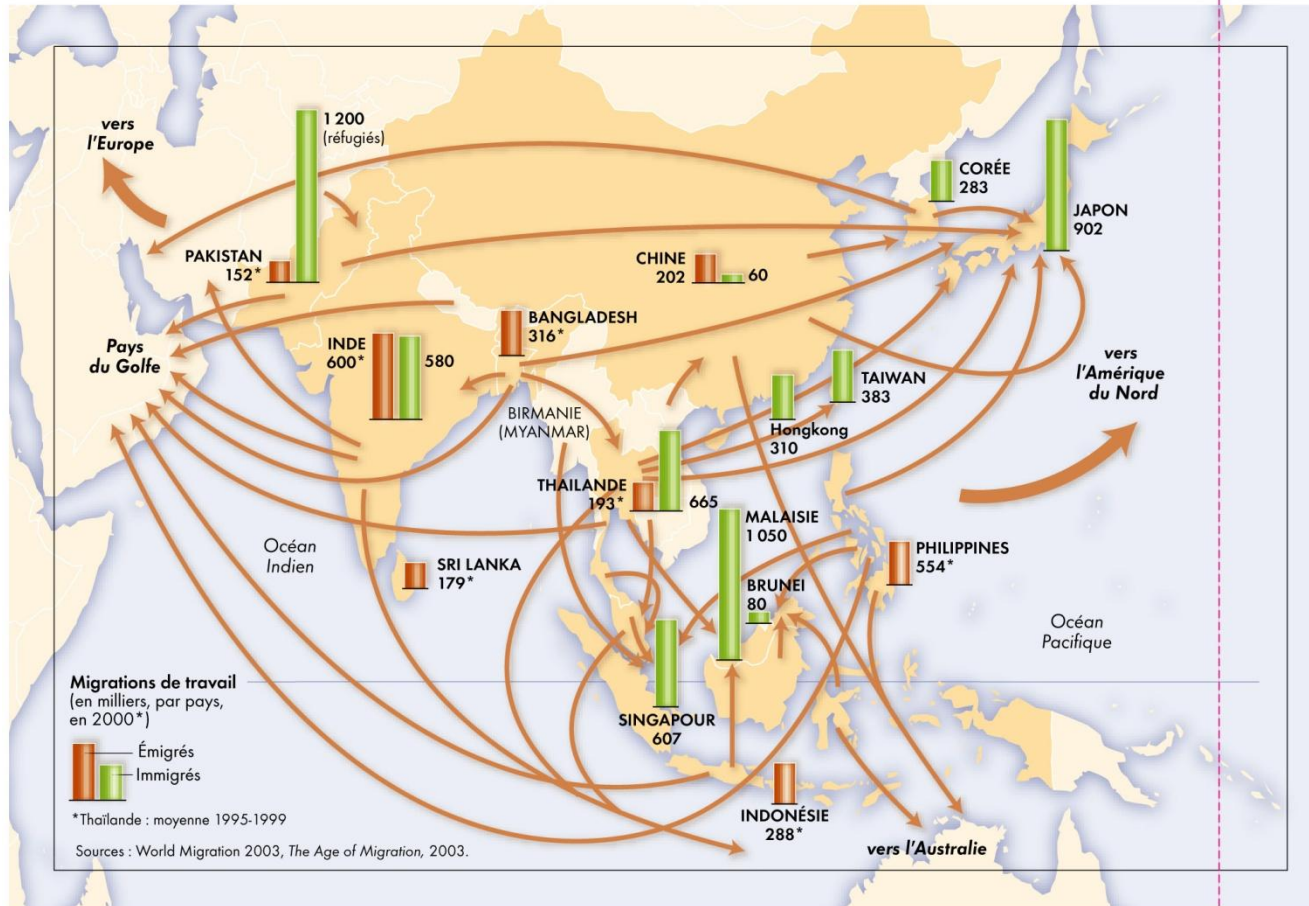 vers
l'Europe
1 200
(réfugiés)
CORÉE
283
JAPON
902
PAKISTAN
152*
CHINE
202
60
BANGLADESH
316*
INDE
600*
580
Pays
du Golfe
vers
l'Amérique
du Nord
TAIWAN
383
BIRMANIE
(MYANMAR)
Hongkong
310
THAILANDE
193*
665
MALAISIE
1 050
Océan
Indien
SRI LANKA
179*
BRUNEI
80
PHILIPPINES
554*
Océan
Pacifique
SINGAPOUR
607
INDONÉSIE
288*
vers l'Australie
Migrations de travail
(en milliers, par pays,
en 2000*)
Émigrés
Immigrés
*Thaïlande : moyenne 1995-1999
Sources : World Migration 2003, The Age of Migration, 2003.